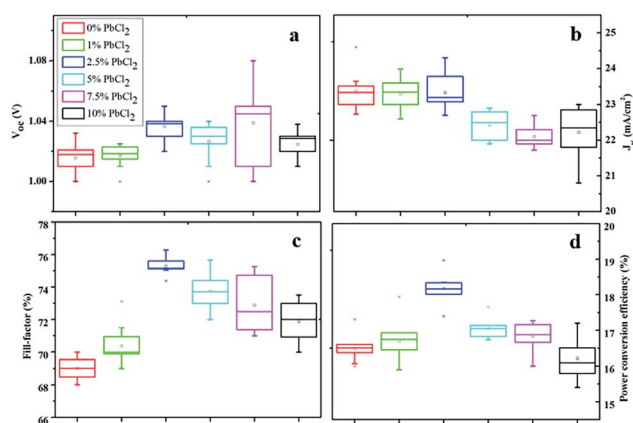 0% PbCl2
1% PbCl2
2.5% PbCl2
5% PbCl2
7.5% PbCl2
10% PbCl2
a
1.08
1.04
1.00
Voc (V)
b
25
24
23
22
21
20
Jsc (mA/cm2)
c
78
76
74
72
70
68
66
Fill-factor (%)
d
20
19
18
17
16
15
Power conversion efficiency (%)